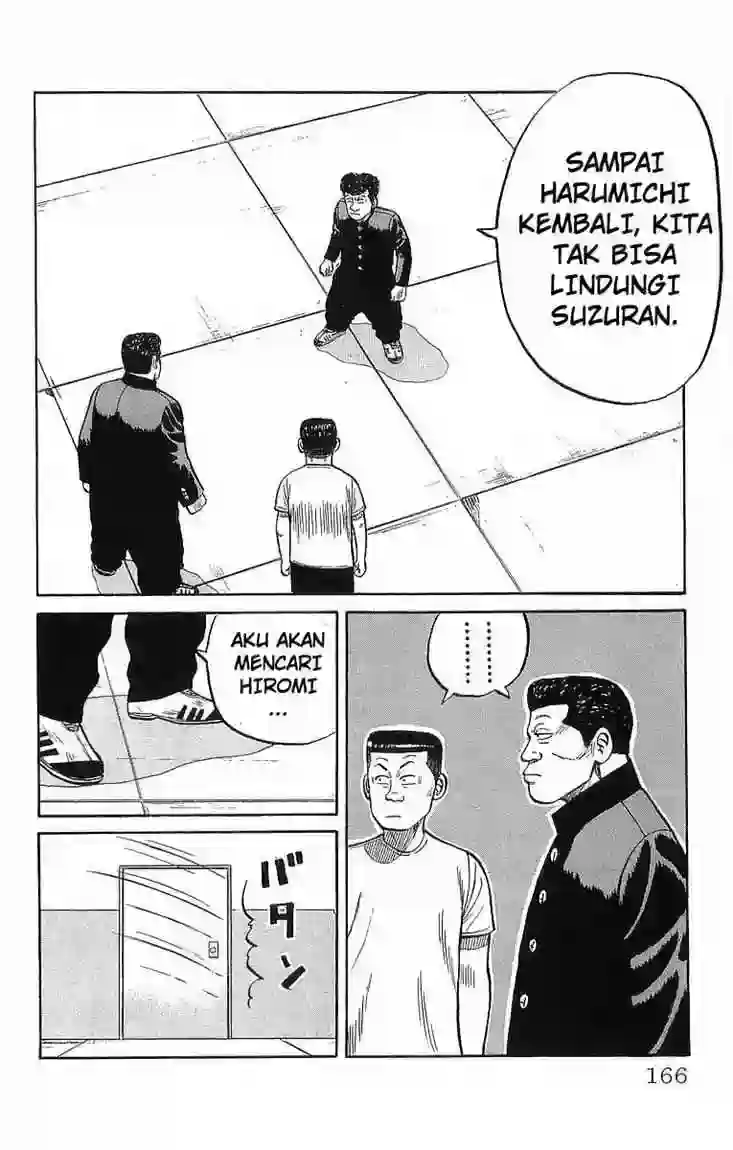 SAMPAI
HARUMICHI
KEMBALI, KITA
TAK BISA
LINDUNGI
SUZURAN.
AKU AKAN
MENCARI
HIROMI
...
バタン
166